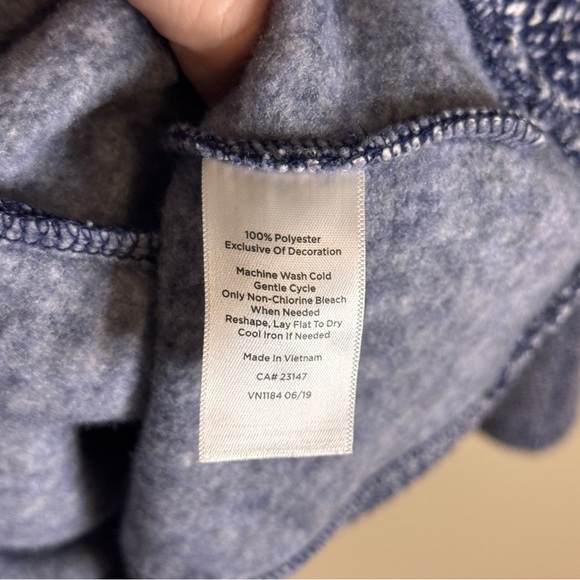 100% Polyester
Exclusive Of Decoration
Machine Wash Cold
Gentle Cycle
Only Non-Chlorine Bleach
When Needed
Reshape, Lay Flat To Dry
Cool Iron If Needed
Made In Vietnam
CA# 23147
VN1184 06/19